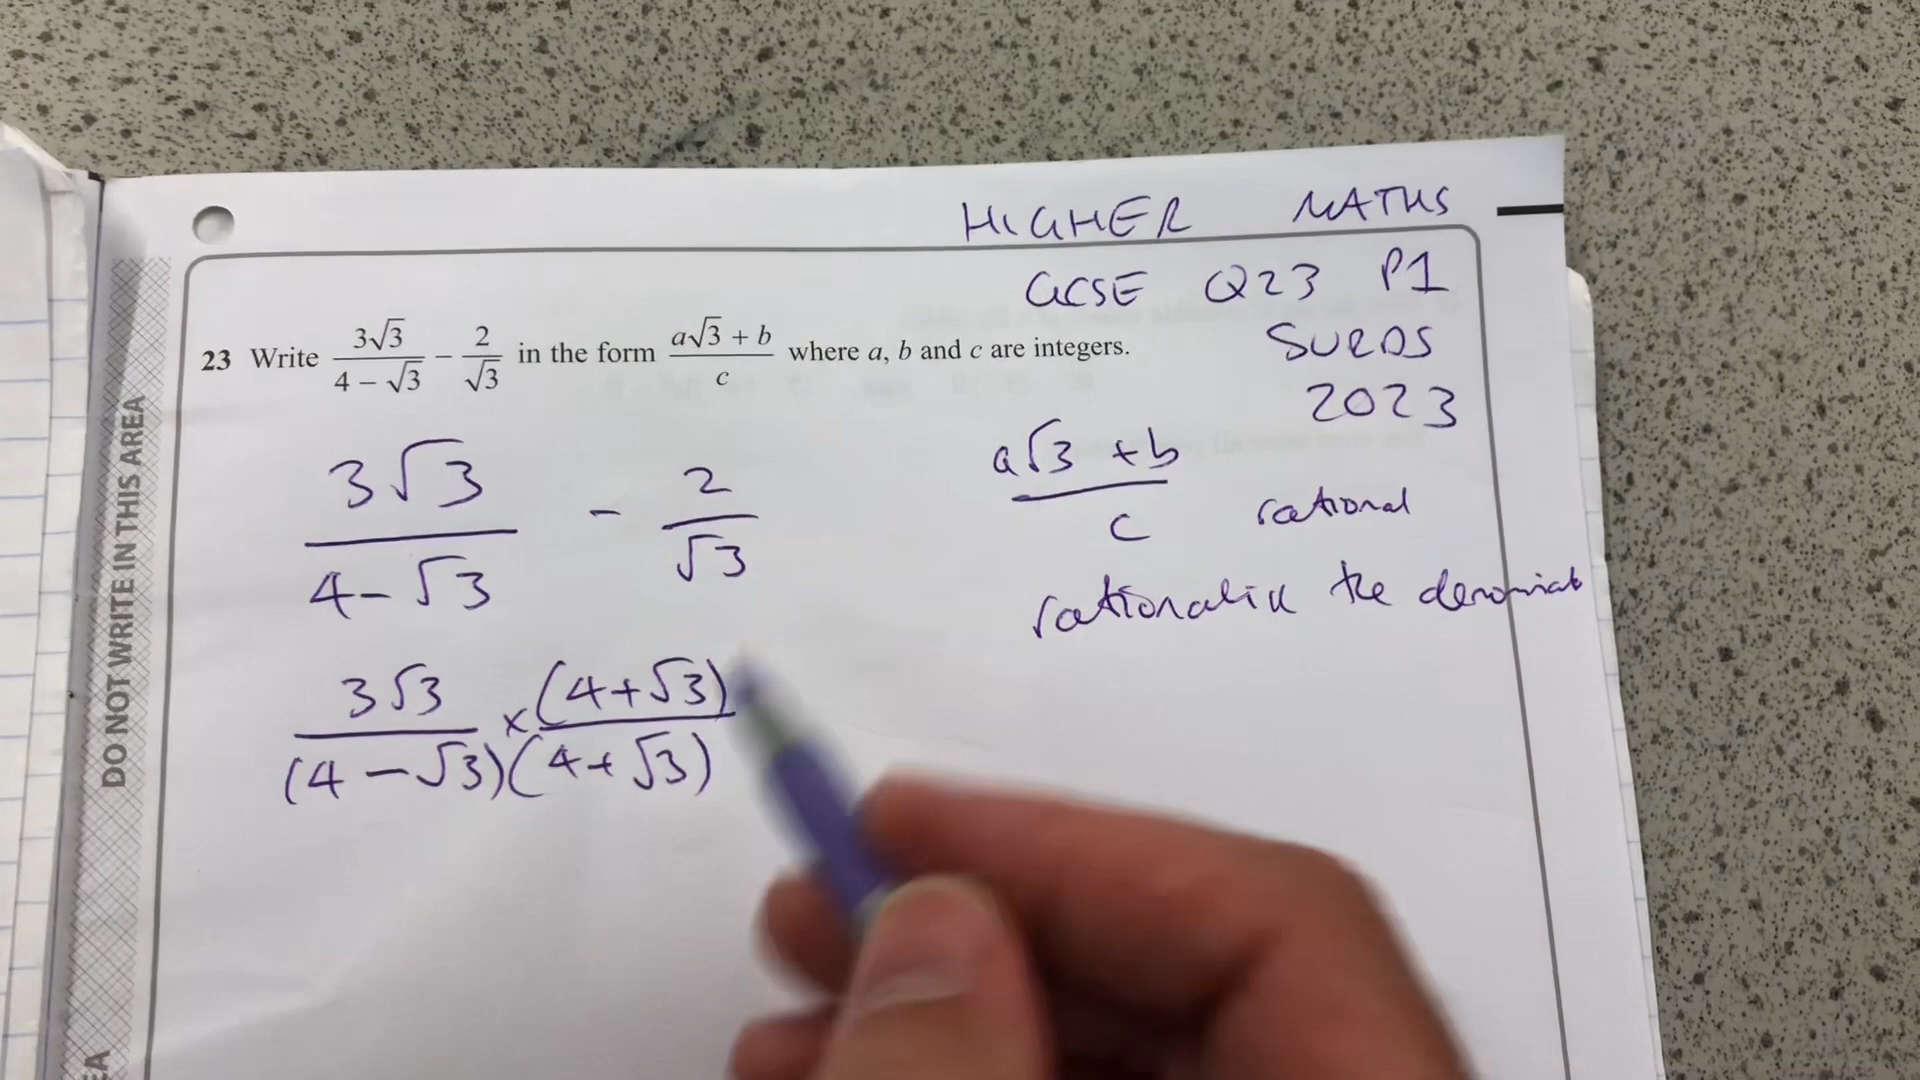 HIGHER MATHS
GCSE Q23 P1
SURDS
2023
23 Write 3√3/(4 − √3) − 2/√3 in the form (a√3 + b)/c where a, b and c are integers.
3√3/(4 − √3) − 2/√3
a√3 + b
c rational
rationalise the denominat
3√3 × (4 + √3)
(4 − √3)(4 + √3)
DO NOT WRITE IN THIS AREA
EA